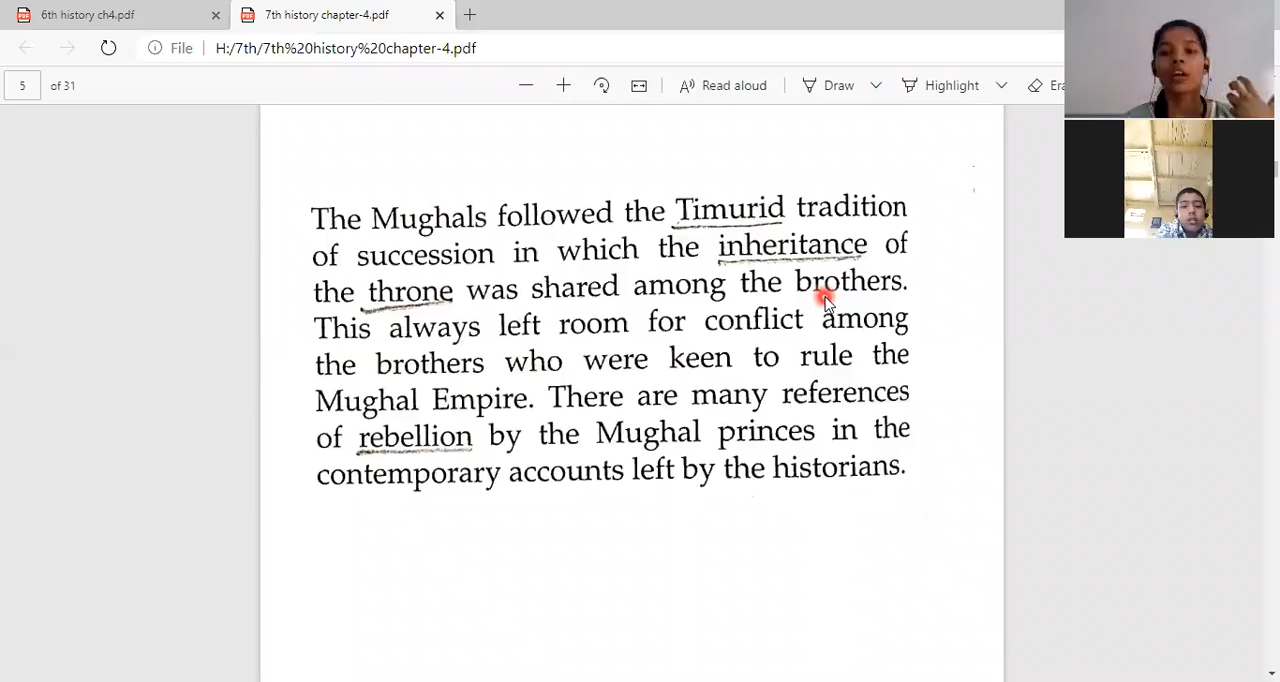 6th history ch4.pdf
7th history chapter-4.pdf
File
H:/7th/7th%20history%20chapter-4.pdf
5
of 31
Read aloud
Draw
Highlight
The Mughals followed the Timurid tradition
of succession in which the inheritance of
the throne was shared among the brothers.
This always left room for conflict among
the brothers who were keen to rule the
Mughal Empire. There are many references
of rebellion by the Mughal princes in the
contemporary accounts left by the historians.